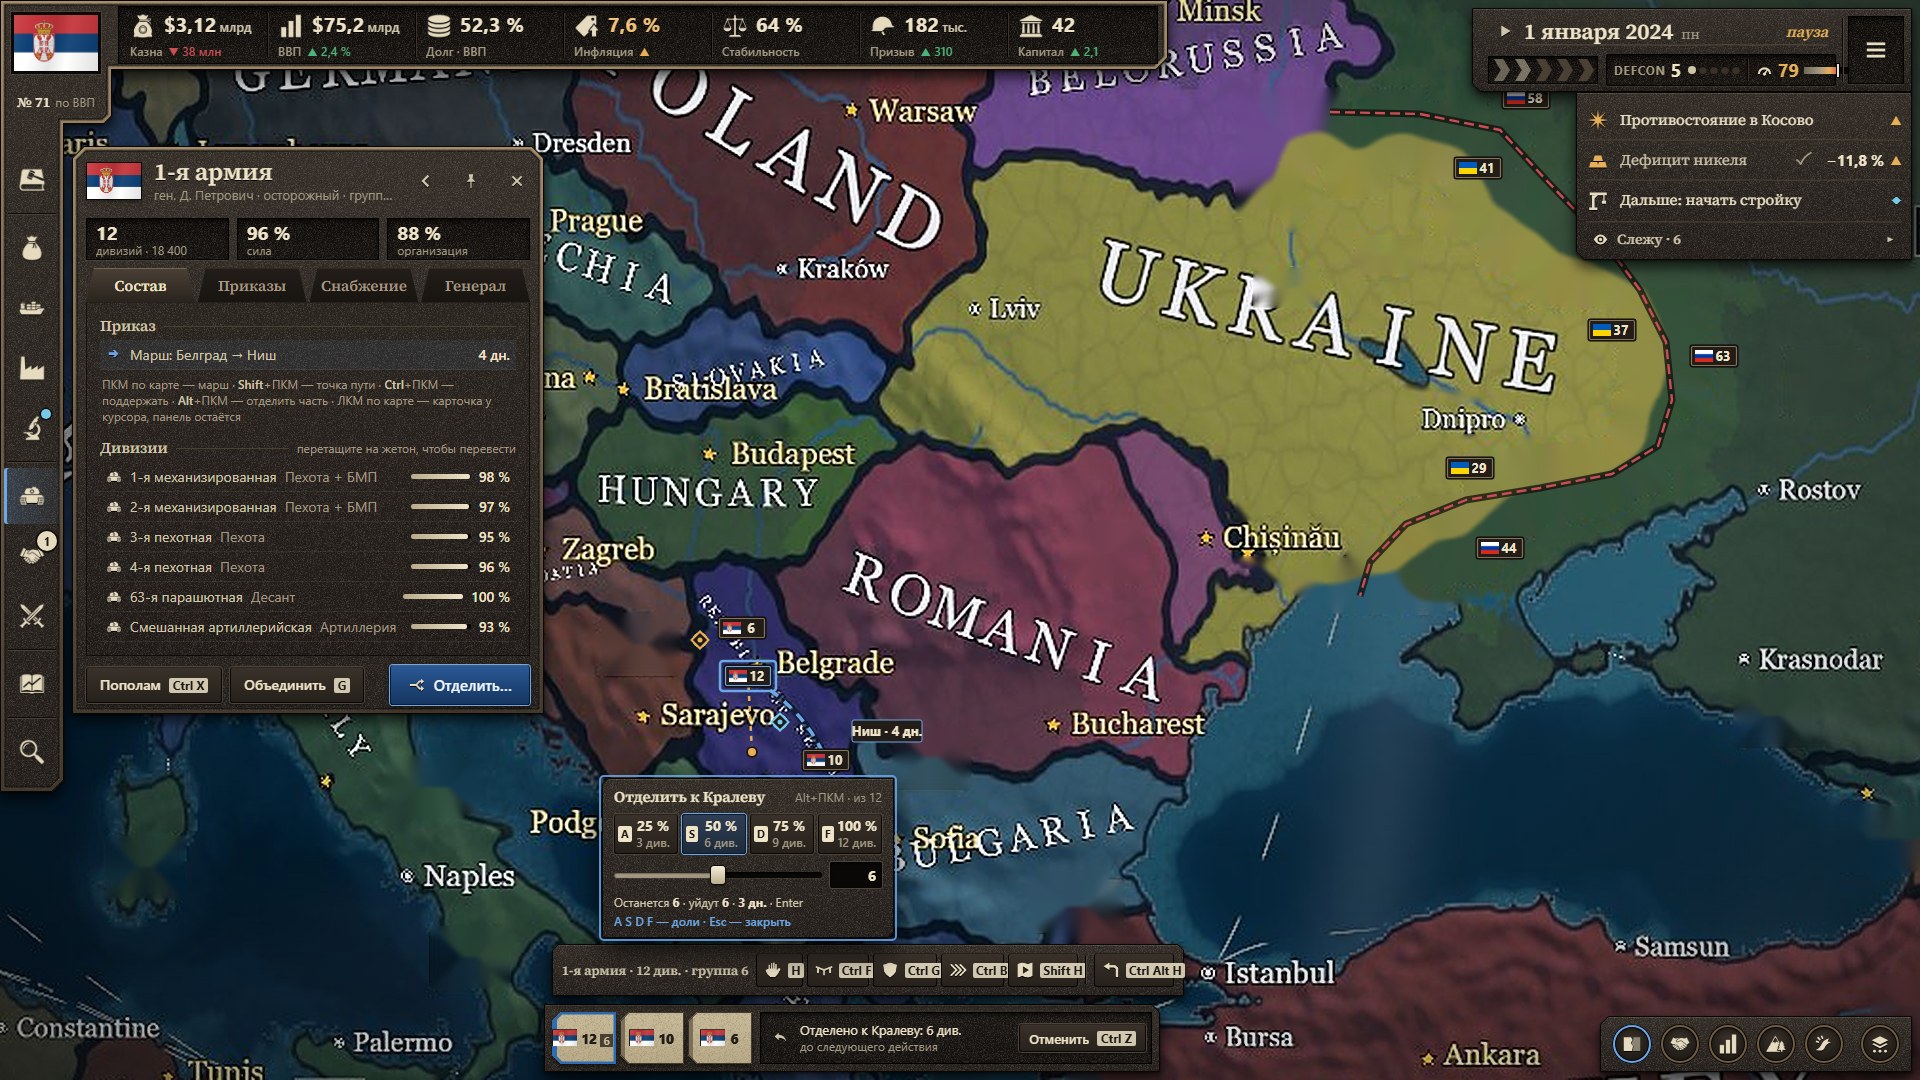 $3,12 млрд
Казна ▼ 38 млн
$75,2 млрд
ВВП ▲ 2,4 %
52,3 %
Долг · ВВП
7,6 %
Инфляция ▲
64 %
Стабильность
182 тыс.
Призыв ▲ 310
42
Капитал ▲ 2,1
№ 71 по ВВП
1 января 2024 пн
пауза
DEFCON 5
79
Противостояние в Косово
Дефицит никеля
−11,8 %
Дальше: начать стройку
Слежу · 6
1-я армия
ген. Д. Петрович · осторожный · групп...
12
дивизий · 18 400
96 %
сила
88 %
организация
Состав
Приказы
Снабжение
Генерал
Приказ
Марш: Белград → Ниш
4 дн.
ПКМ по карте — марш · Shift+ПКМ — точка пути · Ctrl+ПКМ —
поддержать · Alt+ПКМ — отделить часть · ЛКМ по карте — карточка у
курсора, панель остаётся
Дивизии
перетащите на жетон, чтобы перевести
1-я механизированная Пехота + БМП 98 %
2-я механизированная Пехота + БМП 97 %
3-я пехотная Пехота 95 %
4-я пехотная Пехота 96 %
63-я парашютная Десант 100 %
Смешанная артиллерийская Артиллерия 93 %
Пополам Ctrl X
Объединить G
Отделить...
1
Minsk
BELORUSSIA
Warsaw
Dresden
POLAND
Prague
Kraków
Lviv
UKRAINE
SLOVAKIA
Bratislava
Budapest
HUNGARY
Dnipro
Rostov
Chișinău
Zagreb
ROMANIA
Belgrade
Krasnodar
Sarajevo
Bucharest
Sofia
BULGARIA
Naples
Samsun
Istanbul
Bursa
Ankara
Constantine
Palermo
Tunis
58
41
37
63
29
44
6
12
10
Ниш · 4 дн.
Отделить к Кралеву
Alt+ПКМ · из 12
A 25 % 3 див.
S 50 % 6 див.
D 75 % 9 див.
F 100 % 12 див.
6
Останется 6 · уйдут 6 · 3 дн. · Enter
A S D F — доли · Esc — закрыть
1-я армия · 12 див. · группа 6
H
Ctrl F
Ctrl G
Ctrl B
Shift H
Ctrl Alt H
12 6
10
6
Отделено к Кралеву: 6 див.
до следующего действия
Отменить Ctrl Z